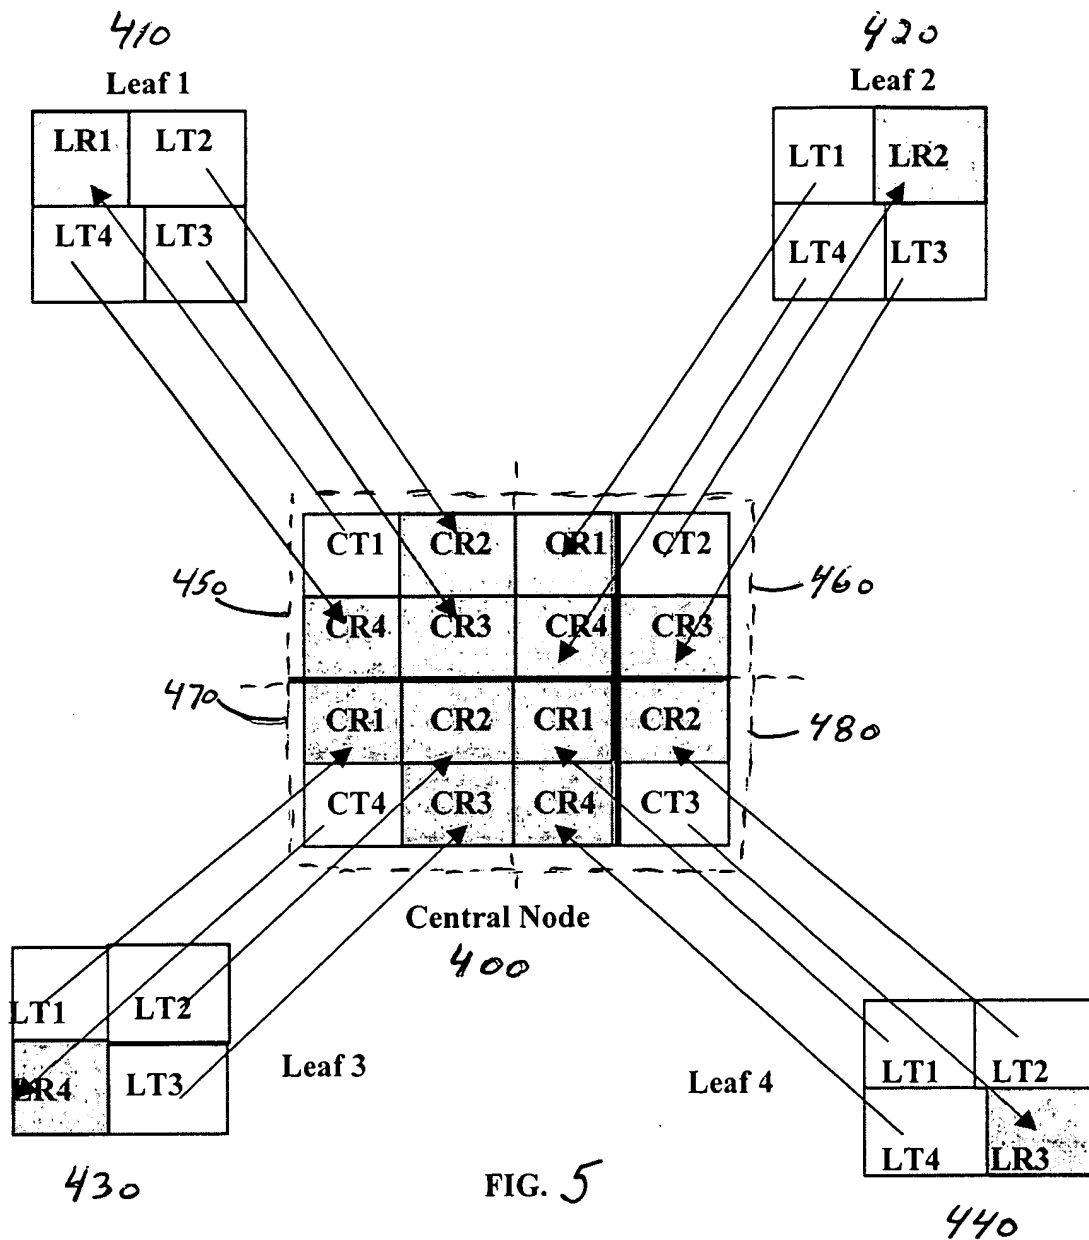 410
Leaf 1
LR1 LT2
LT4 LT3
420
Leaf 2
LT1 LR2
LT4 LT3
CT1 CR2 CR1 CT2
450
460
CR4 CR3 CR4 CR3
470
CR1 CR2 CR1 CR2
480
CT4 CR3 CR4 CT3
Central Node
400
LT1 LT2
LR4 LT3
Leaf 3
430
Leaf 4
LT1 LT2
LT4 LR3
440
FIG. 5